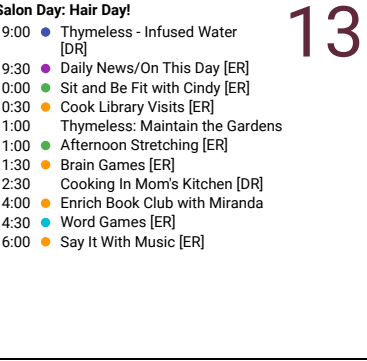 Salon Day: Hair Day!
13
9:00 Thymeless - Infused Water
[DR]
9:30 Daily News/On This Day [ER]
0:00 Sit and Be Fit with Cindy [ER]
0:30 Cook Library Visits [ER]
1:00 Thymeless: Maintain the Gardens
1:00 Afternoon Stretching [ER]
1:30 Brain Games [ER]
2:30 Cooking In Mom's Kitchen [DR]
4:00 Enrich Book Club with Miranda
4:30 Word Games [ER]
6:00 Say It With Music [ER]